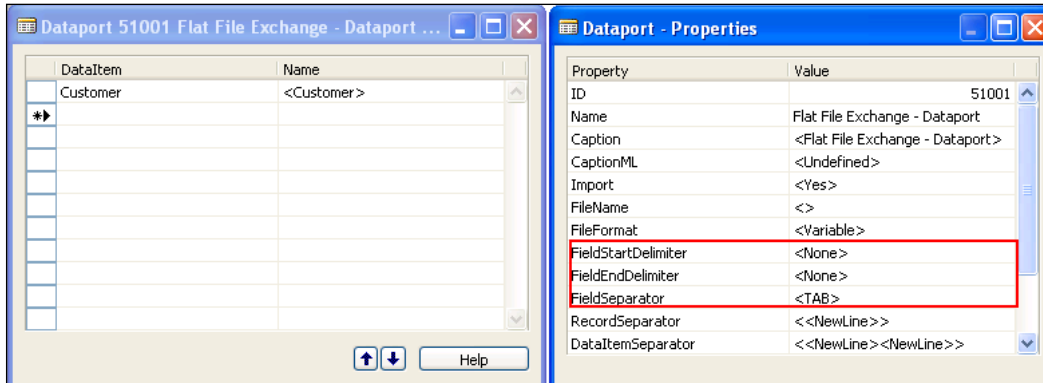 Dataport 51001 Flat File Exchange - Dataport ...
DataItem Name
Customer <Customer>
Help
Dataport - Properties
Property Value
ID 51001
Name Flat File Exchange - Dataport
Caption <Flat File Exchange - Dataport>
CaptionML <Undefined>
Import <Yes>
FileName <>
FileFormat <Variable>
FieldStartDelimiter <None>
FieldEndDelimiter <None>
FieldSeparator <TAB>
RecordSeparator <<NewLine>>
DataItemSeparator <<NewLine><NewLine>>